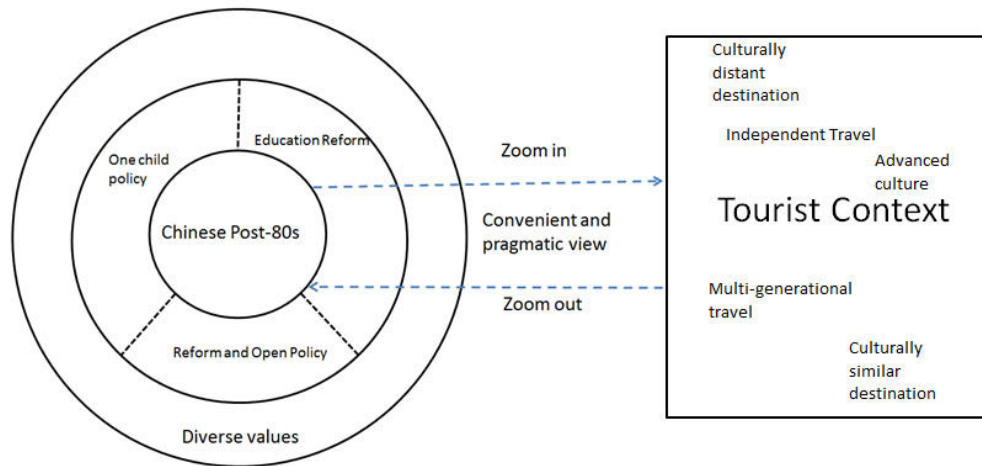 Education Reform
One child
policy
Chinese Post-80s
Reform and Open Policy
Diverse values
Zoom in
Convenient and
pragmatic view
Zoom out
Culturally
distant
destination
Independent Travel
Advanced
culture
Tourist Context
Multi-generational
travel
Culturally
similar
destination